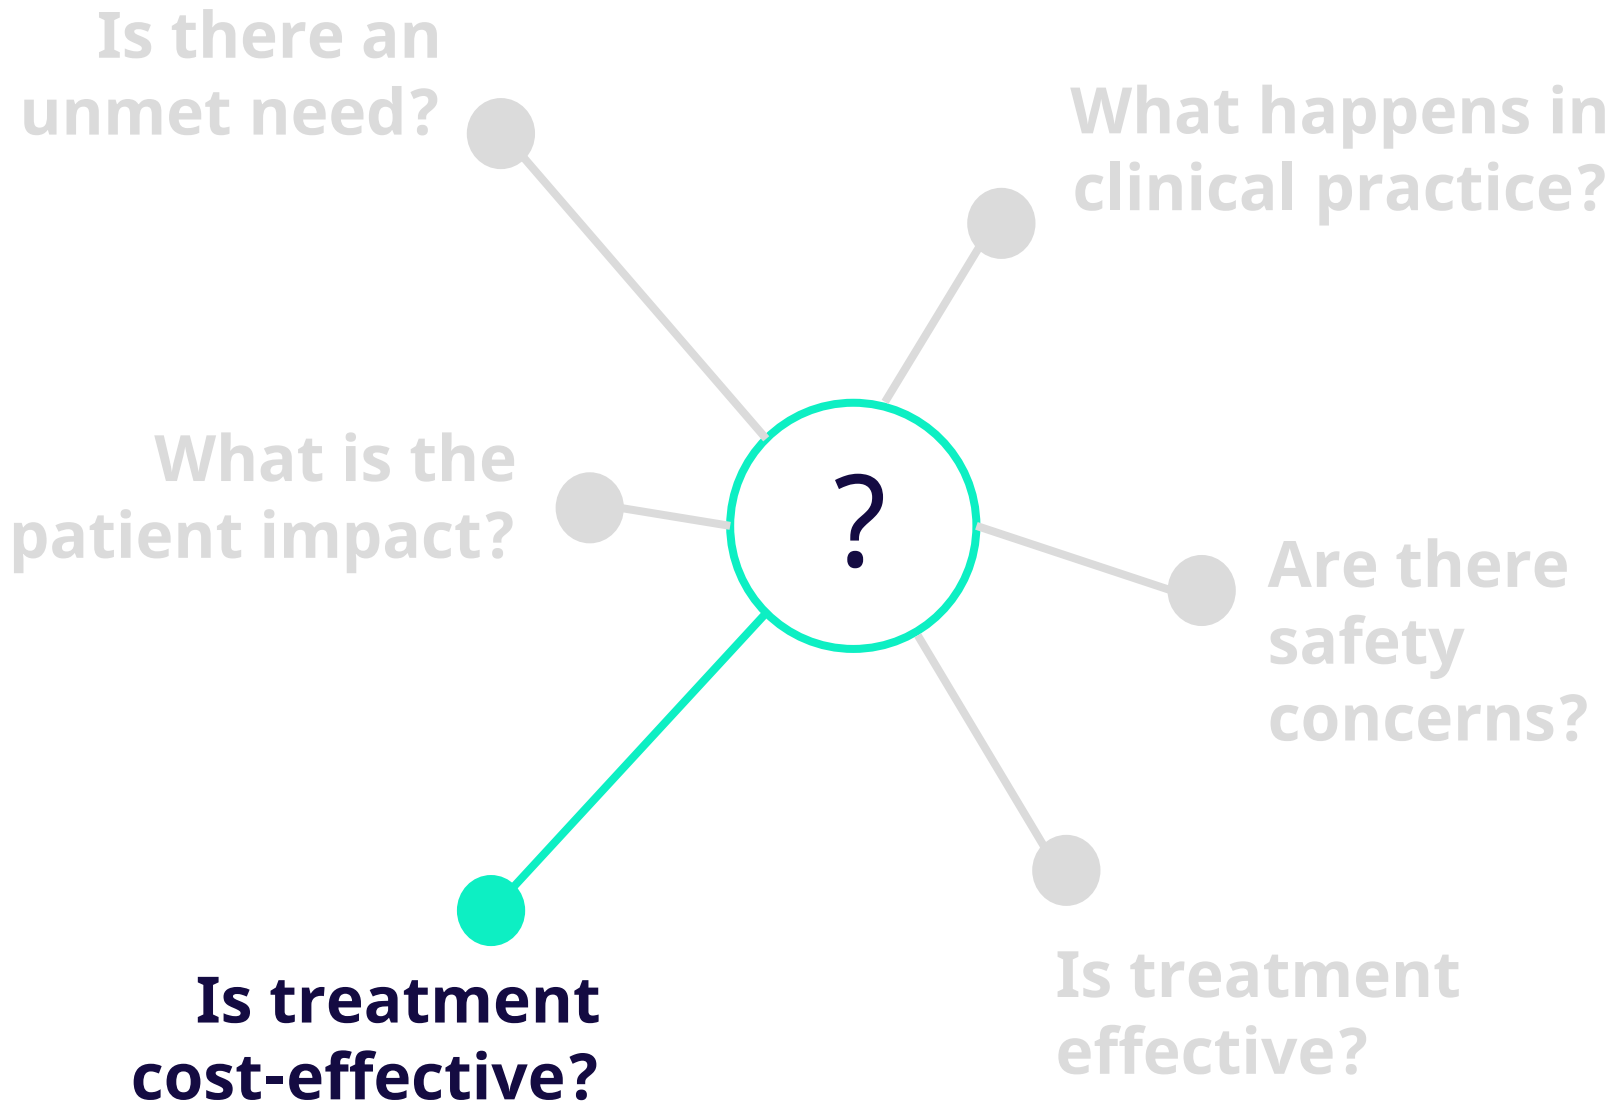 Is there an
unmet need?
What happens in
clinical practice?
What is the
patient impact?
?
Are there
safety
concerns?
Is treatment
effective?
Is treatment
cost-effective?